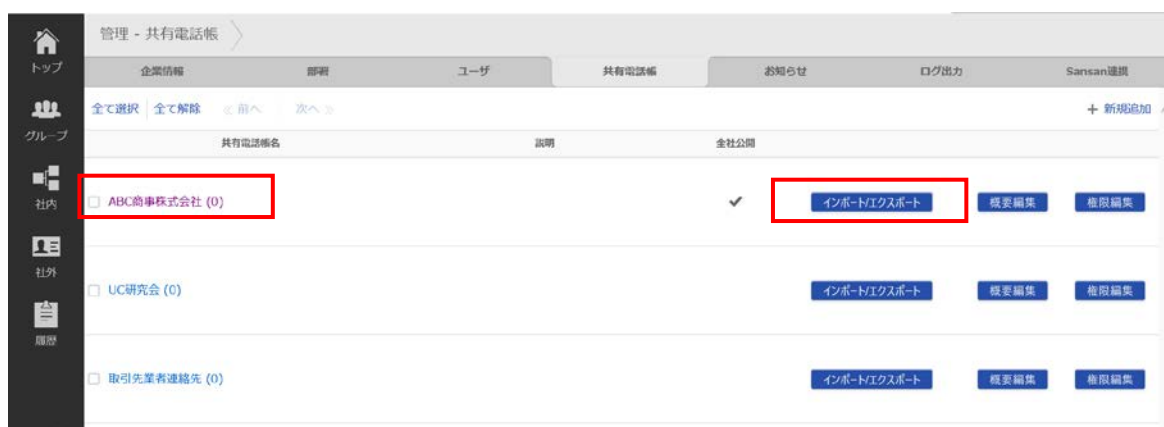 管理 - 共有電話帳
トップ
企業情報 部署 ユーザ 共有電話帳 お知らせ ログ出力 Sansan連携
全て選択 全て解除 ≪前へ 次へ≫ + 新規追加
グループ
共有電話帳名 説明 全社公開
社内
ABC商事株式会社 (0) ✓ インポート/エクスポート 概要編集 権限編集
社外
UC研究会 (0) インポート/エクスポート 概要編集 権限編集
履歴
取引先業者連絡先 (0) インポート/エクスポート 概要編集 権限編集